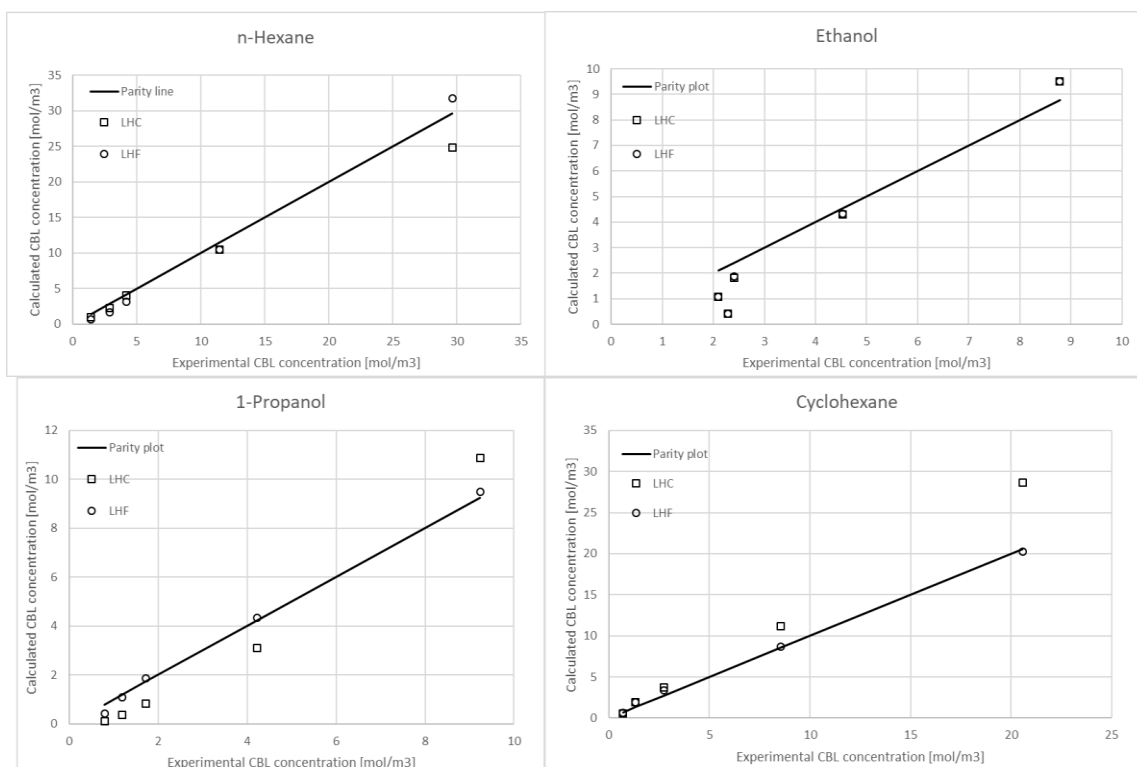 n-Hexane
Calculated CBL concentration [mol/m3]
35
30
25
20
15
10
5
0
Parity line
LHC
LHF
0 5 10 15 20 25 30 35
Experimental CBL concentration [mol/m3]
Ethanol
Calculated CBL concentration [mol/m3]
10
9
8
7
6
5
4
3
2
1
0
Parity plot
LHC
LHF
0 1 2 3 4 5 6 7 8 9 10
Experimental CBL concentration [mol/m3]
1-Propanol
Calculated CBL concentration [mol/m3]
12
10
8
6
4
2
0
Parity plot
LHC
LHF
0 2 4 6 8 10
Experimental CBL concentration [mol/m3]
Cyclohexane
Calculated CBL concentration [mol/m3]
35
30
25
20
15
10
5
0
Parity plot
LHC
LHF
0 5 10 15 20 25
Experimental CBL concentration [mol/m3]